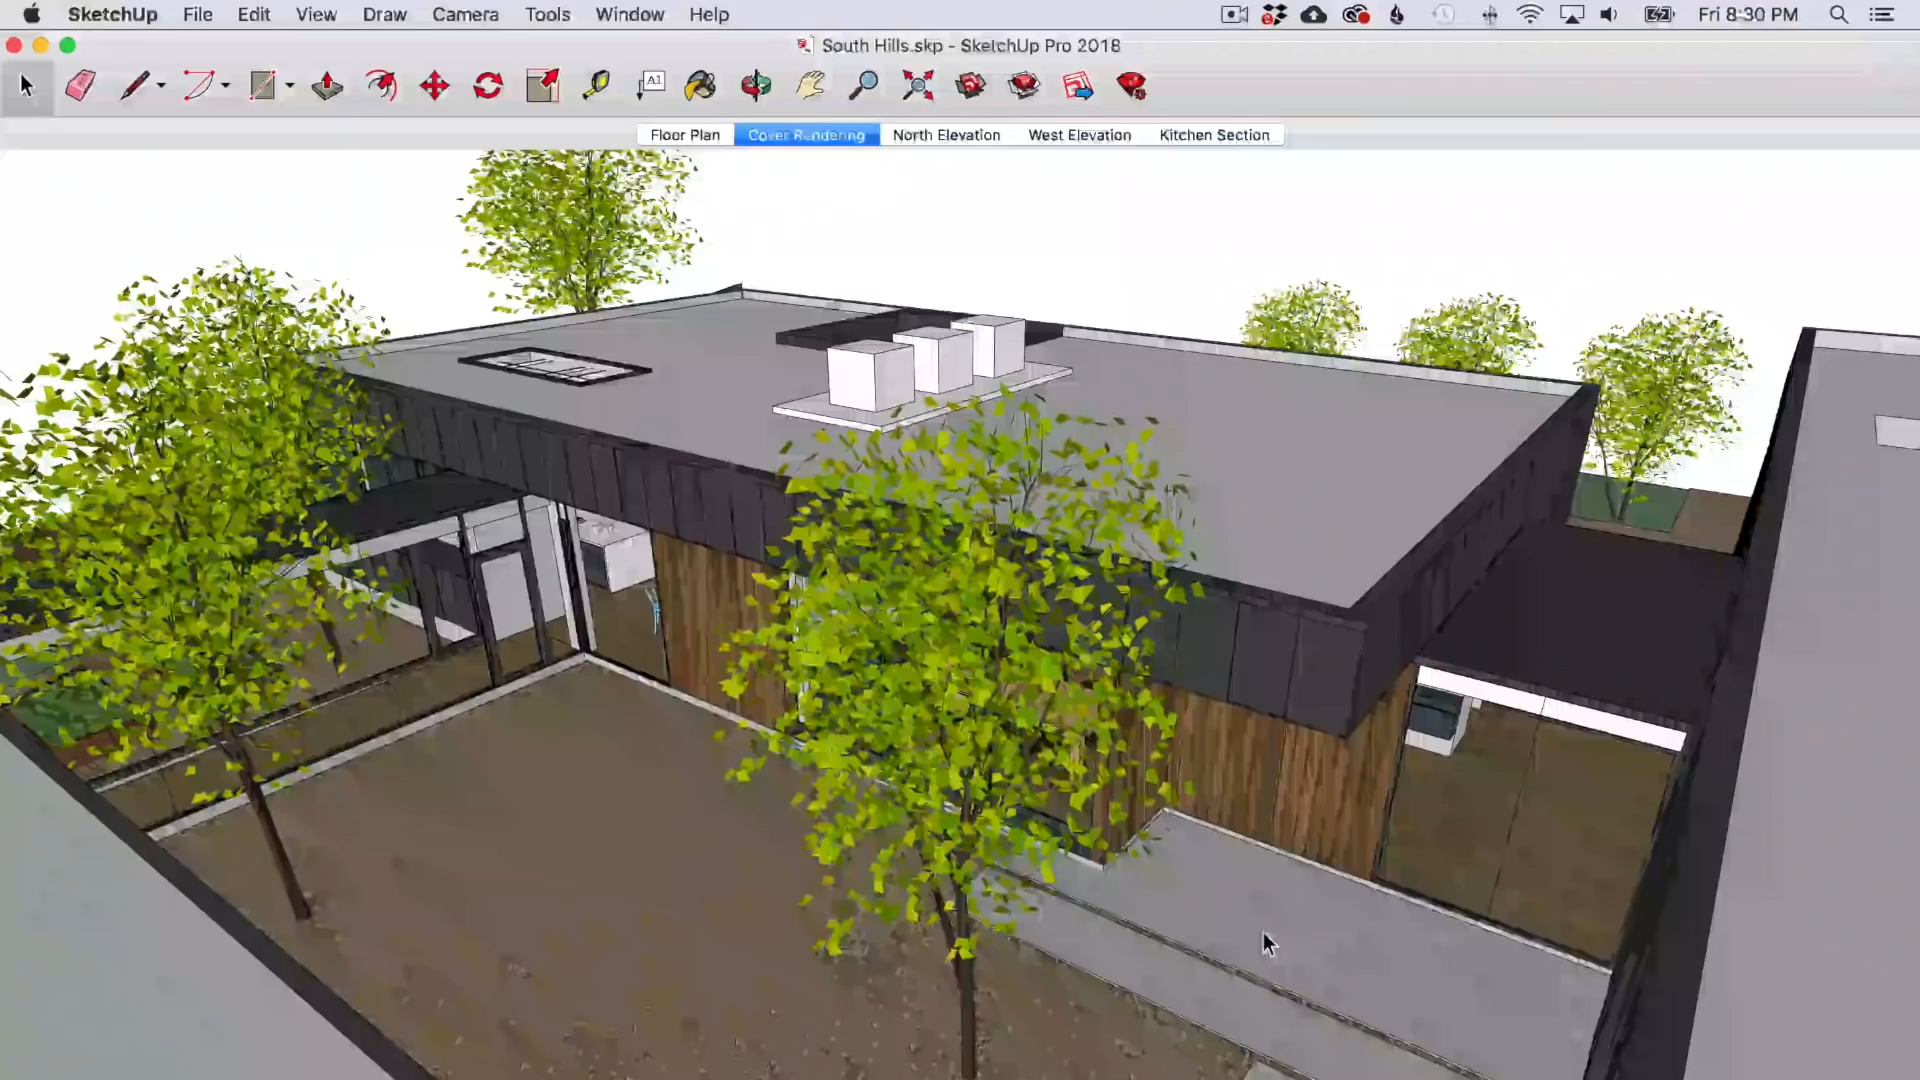 SketchUp File Edit View Draw Camera Tools Window Help Fri 8:30 PM
South Hills.skp - SketchUp Pro 2018
A1
Floor Plan Cover Rendering North Elevation West Elevation Kitchen Section